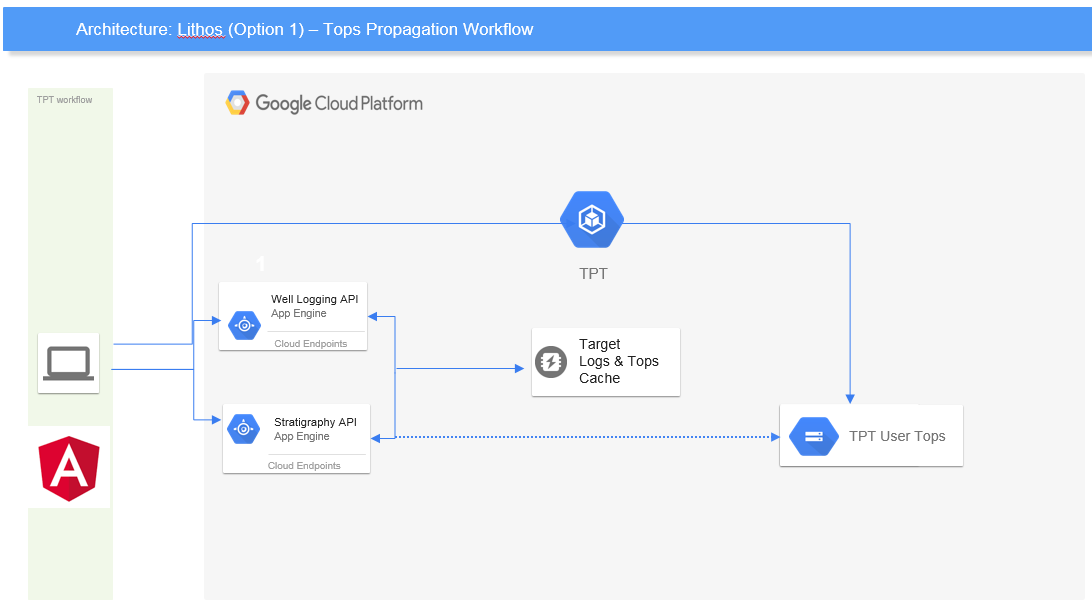 Architecture: Lithos (Option 1) – Tops Propagation Workflow
TPT workflow
Google Cloud Platform
TPT
1
Well Logging API
App Engine
Cloud Endpoints
Target
Logs & Tops
Cache
Stratigraphy API
App Engine
Cloud Endpoints
TPT User Tops
A